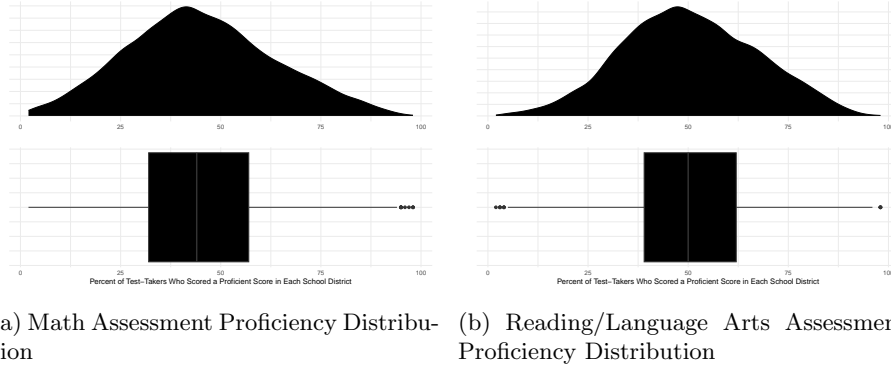 0 25 50 75 100
0 25 50 75 10
0 25 50 75 100
Percent of Test−Takers Who Scored a Proficient Score in Each School District
0 25 50 75 10
Percent of Test−Takers Who Scored a Proficient Score in Each School District
a) Math Assessment Proficiency Distribu-
ion
(b) Reading/Language Arts Assessmen
Proficiency Distribution